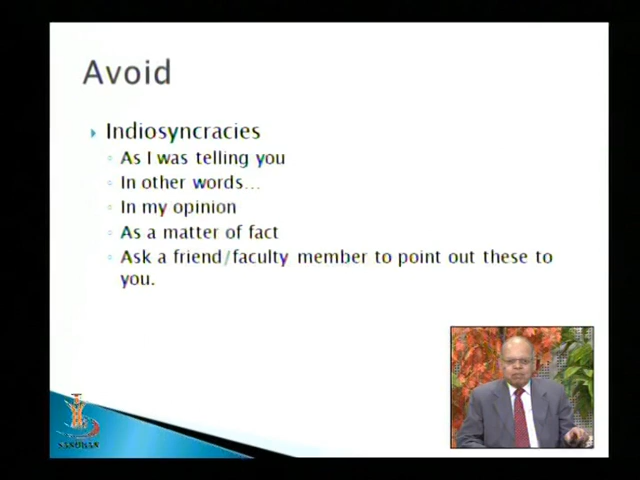 Avoid
Indiosyncracies
As I was telling you
In other words...
In my opinion
As a matter of fact
Ask a friend/faculty member to point out these to
you.
SANDHAN